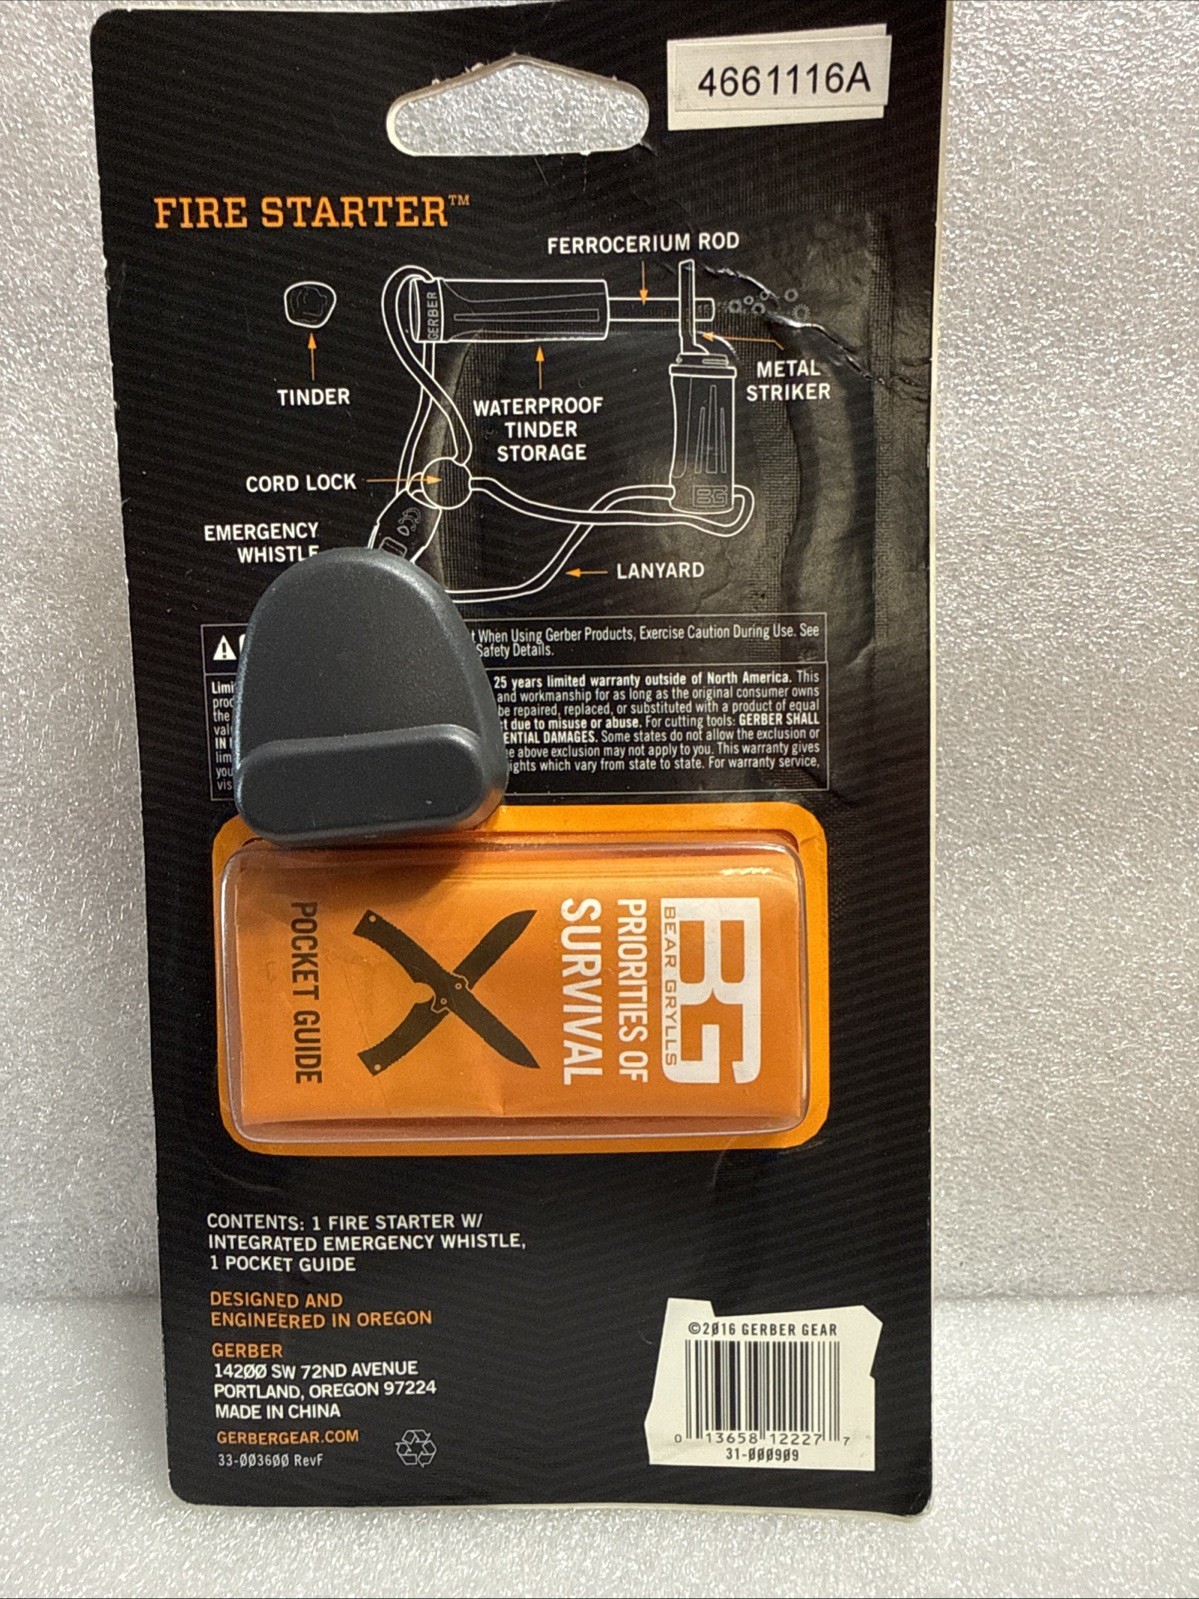 4661116A
FIRE STARTER™
FERROCERIUM ROD
GERBER
TINDER
METAL
STRIKER
WATERPROOF
TINDER
STORAGE
CORD LOCK
BG
EMERGENCY
WHISTLE
LANYARD
When Using Gerber Products, Exercise Caution During Use. See
Safety Details.
25 years limited warranty outside of North America. This
and workmanship for as long as the original consumer owns
be repaired, replaced, or substituted with a product of equal
due to misuse or abuse. For cutting tools: GERBER SHALL
DAMAGES. Some states do not allow the exclusion or
the above exclusion may not apply to you. This warranty gives
which vary from state to state. For warranty service,
BG
BEAR GRYLLS
PRIORITIES OF
SURVIVAL
POCKET GUIDE
CONTENTS: 1 FIRE STARTER W/
INTEGRATED EMERGENCY WHISTLE,
1 POCKET GUIDE
DESIGNED AND
ENGINEERED IN OREGON
GERBER
14200 SW 72ND AVENUE
PORTLAND, OREGON 97224
MADE IN CHINA
GERBERGEAR.COM
33-003600 RevF
©2016 GERBER GEAR
0 13658 12227 7
31-000909